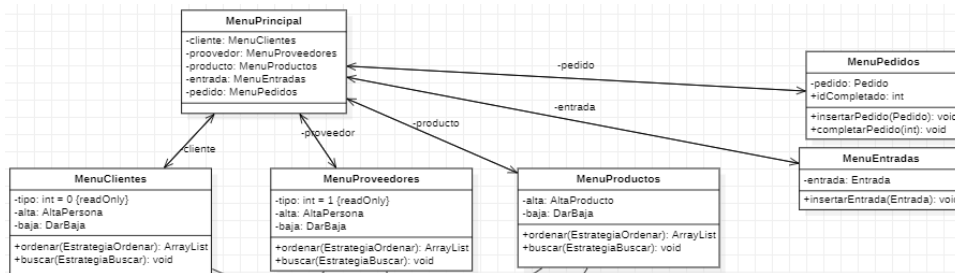 MenuPrincipal
-cliente: MenuClientes
-proovedor: MenuProveedores
-producto: MenuProductos
-entrada: MenuEntradas
-pedido: MenuPedidos
-pedido
-entrada
-producto
-proveedor
cliente
MenuPedidos
-pedido: Pedido
+idCompletado: int
+insertarPedido(Pedido): void
+completarPedido(int): void
MenuEntradas
-entrada: Entrada
+insertarEntrada(Entrada): void
MenuClientes
-tipo: int = 0 {readOnly}
-alta: AltaPersona
-baja: DarBaja
+ordenar(EstrategiaOrdenar): ArrayList
+buscar(EstrategiaBuscar): void
MenuProveedores
-tipo: int = 1 {readOnly}
-alta: AltaPersona
-baja: DarBaja
+ordenar(EstrategiaOrdenar): ArrayList
+buscar(EstrategiaBuscar): void
MenuProductos
-alta: AltaProducto
-baja: DarBaja
+ordenar(EstrategiaOrdenar): ArrayList
+buscar(EstrategiaBuscar): void